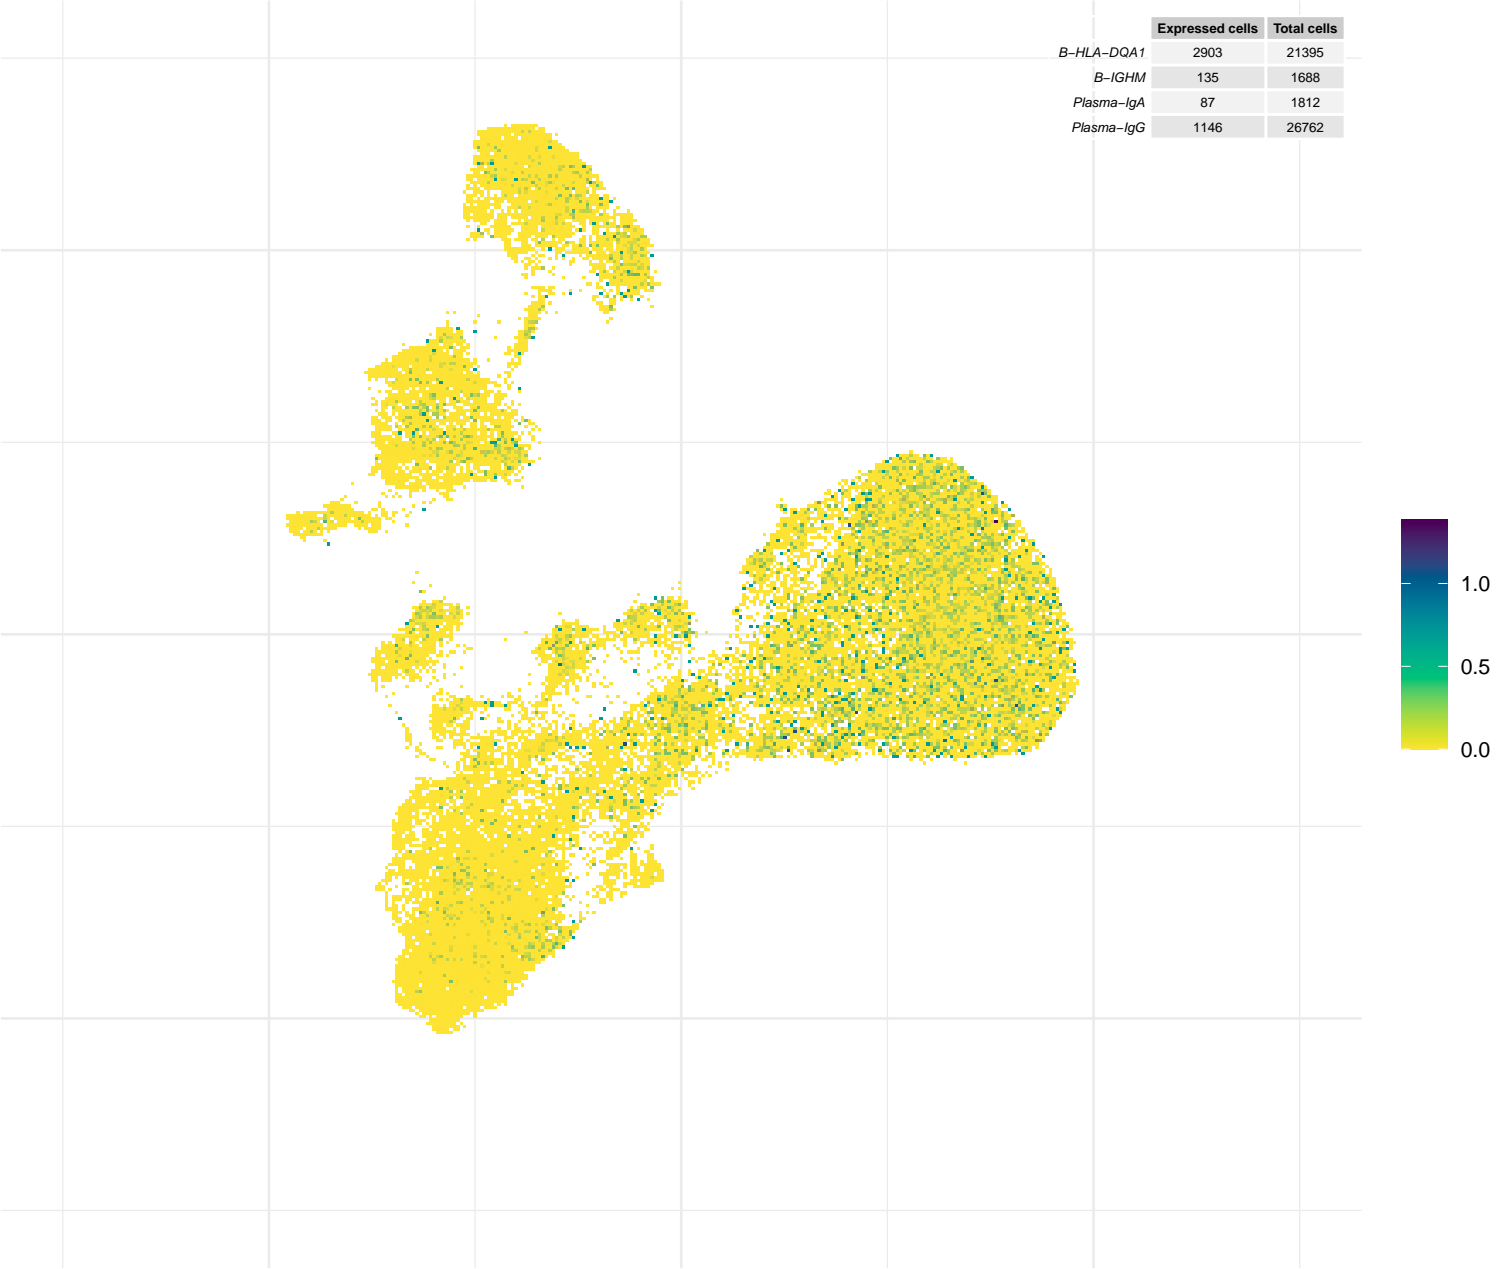 Expressed cells Total cells
B−HLA−DQA1 2903 21395
B−IGHM 135 1688
Plasma−IgA 87 1812
Plasma−IgG 1146 26762
1.0
0.5
0.0